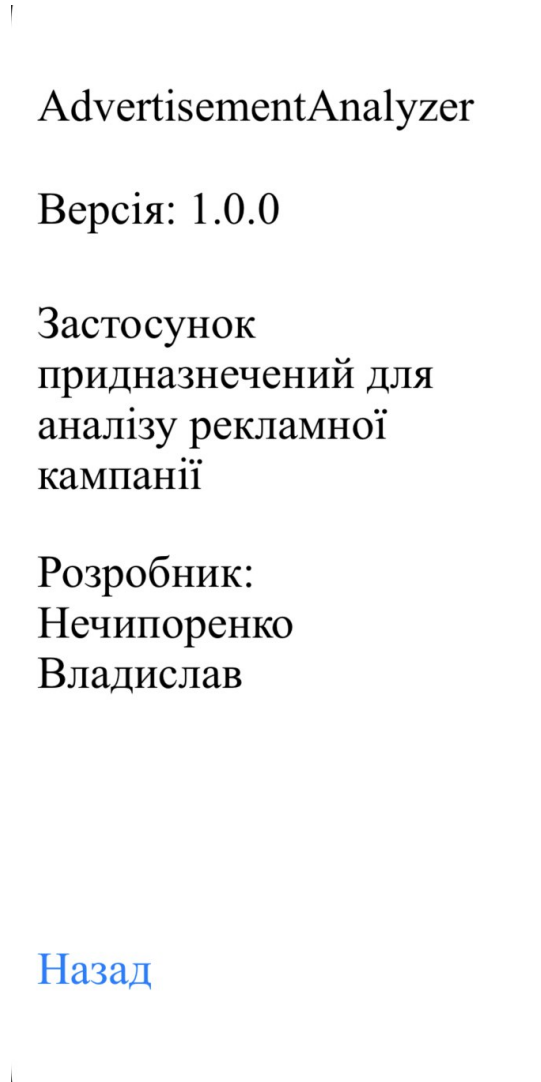 AdvertisementAnalyzer
Версія: 1.0.0
Застосунок
придназнечений для
аналізу рекламної
кампанії
Розробник:
Нечипоренко
Владислав
Назад